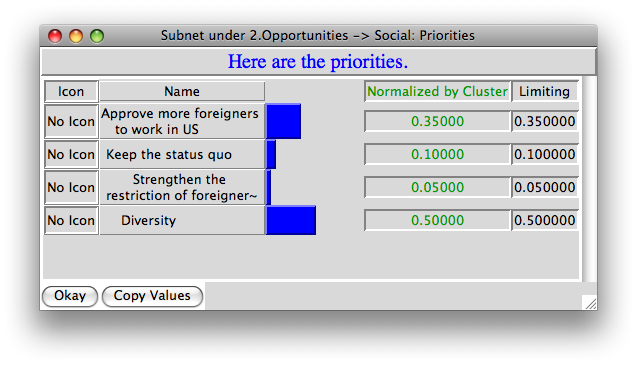 Subnet under 2.Opportunities -> Social: Priorities
Here are the priorities.
Icon Name Normalized by Cluster Limiting
No Icon Approve more foreigners to work in US 0.35000 0.350000
No Icon Keep the status quo 0.10000 0.100000
No Icon Strengthen the restriction of foreigner~ 0.05000 0.050000
No Icon Diversity 0.50000 0.500000
Okay Copy Values